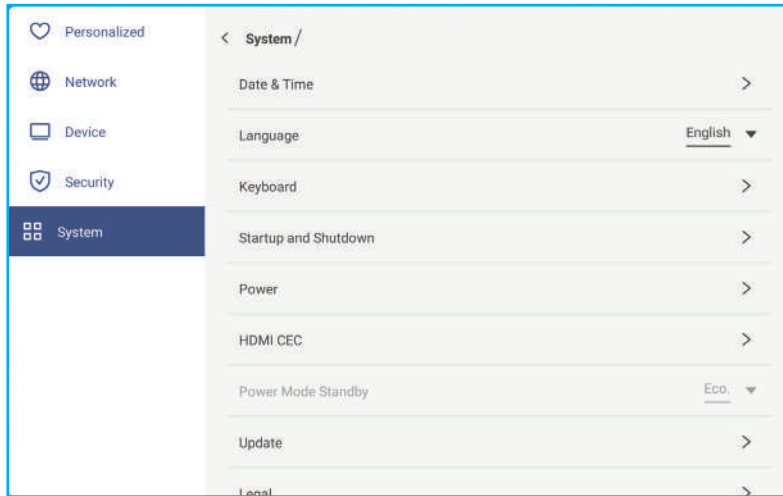 Personalized
Network
Device
Security
System
System/
Date & Time
Language English
Keyboard
Startup and Shutdown
Power
HDMI CEC
Power Mode Standby Eco.
Update
Legal